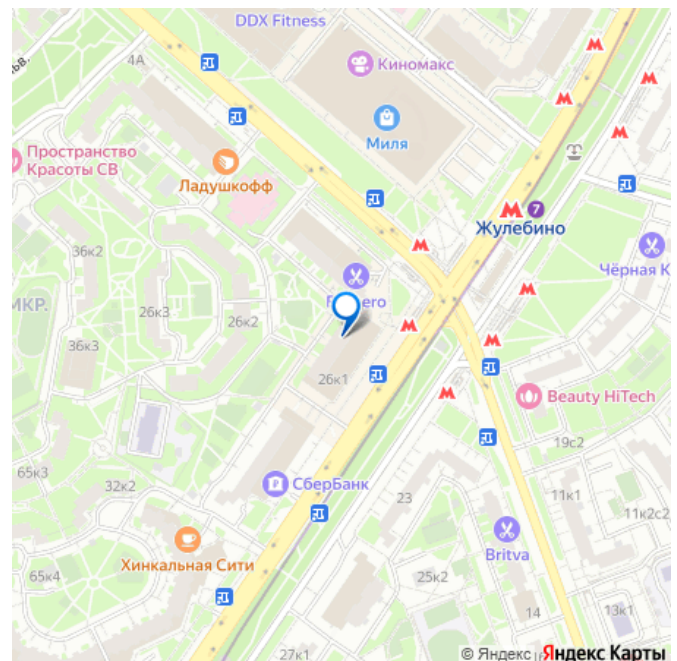 DDX Fitness
4А
Киномакс
Миля
Пространство
Красоты СВ
Ладушкофф
7
Жулебино
36к2
Чёрная К
МКР.
26к3
26к2
36к3
26к1
Beauty HiTech
19с2
65к3
32к2
СберБанк
23
11к1
11к2с2
Britva
Хинкальная Сити
65к4
25к2
14
13к1
27к1
© Яндекс
Яндекс Карты